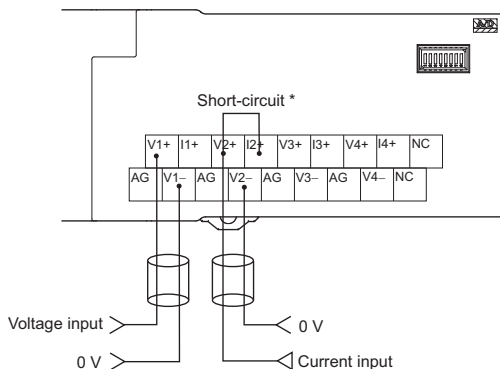 A/D
Short-circuit *
V1+ I1+ V2+ I2+ V3+ I3+ V4+ I4+ NC
AG V1– AG V2– AG V3– AG V4– NC
Voltage input
0 V
0 V
Current input